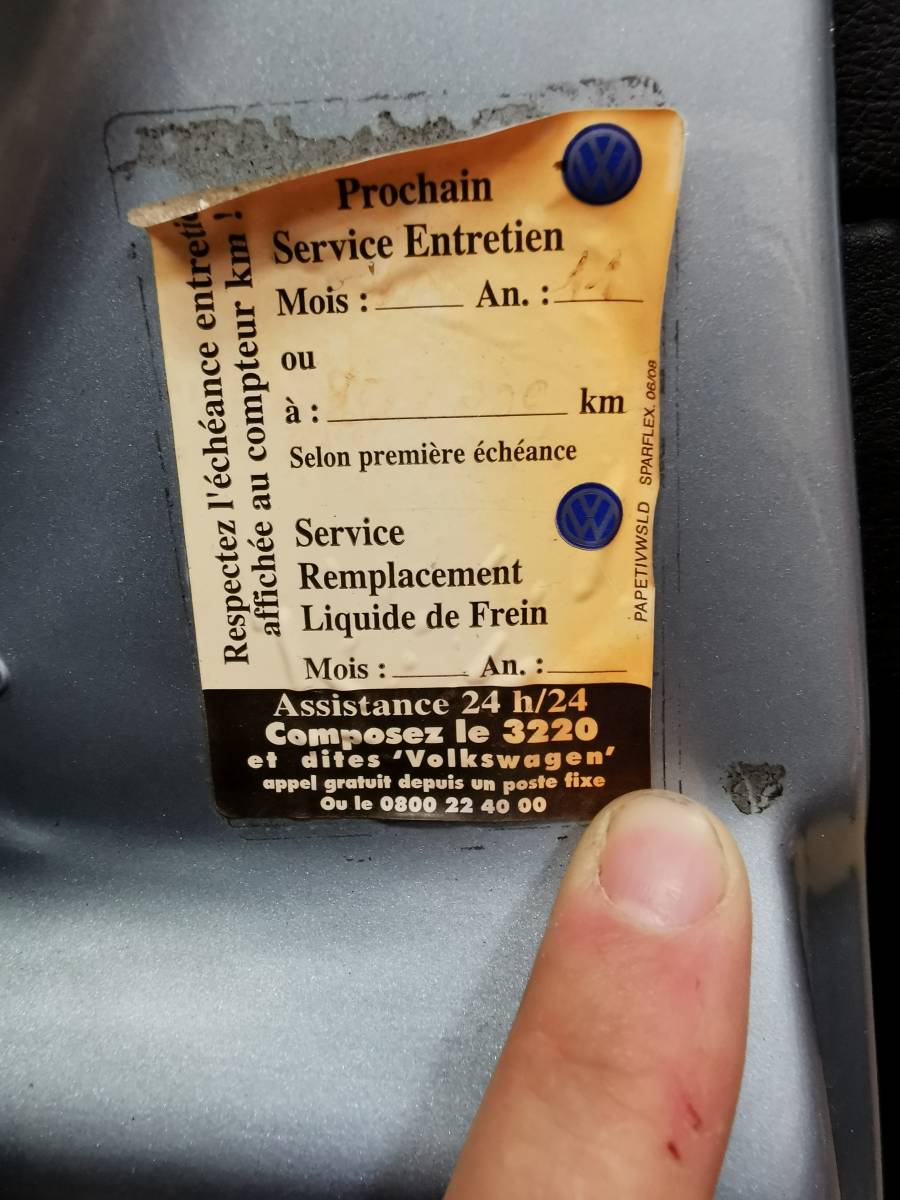 Prochain
Service Entretien
Mois : An. : 11
ou
à : km
Selon première échéance
Service
Remplacement
Liquide de Frein
Mois : An. :
Respectez l'échéance
affichée au compteur km !
PAPETIVWSLD SPARFLEX. 06/08
Assistance 24 h/24
Composez le 3220
et dites 'Volkswagen'
appel gratuit depuis un poste fixe
Ou le 0800 22 40 00